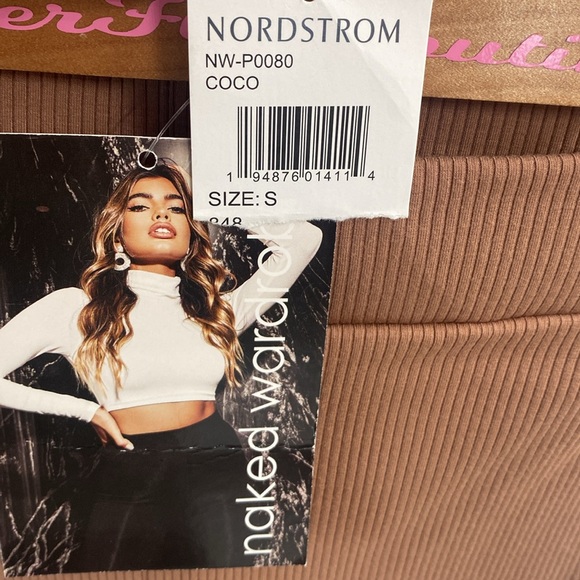 NORDSTROM
NW-P0080
COCO
1 94876 01411 4
SIZE: S
naked wardrobe